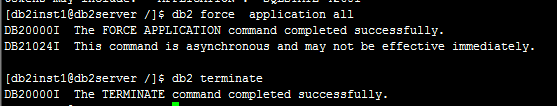 [db2inst1@db2server /]$ db2 force  application all
DB20000I  The FORCE APPLICATION command completed successfully.
DB21024I  This command is asynchronous and may not be effective immediately.
[db2inst1@db2server /]$ db2 terminate
DB20000I  The TERMINATE command completed successfully.